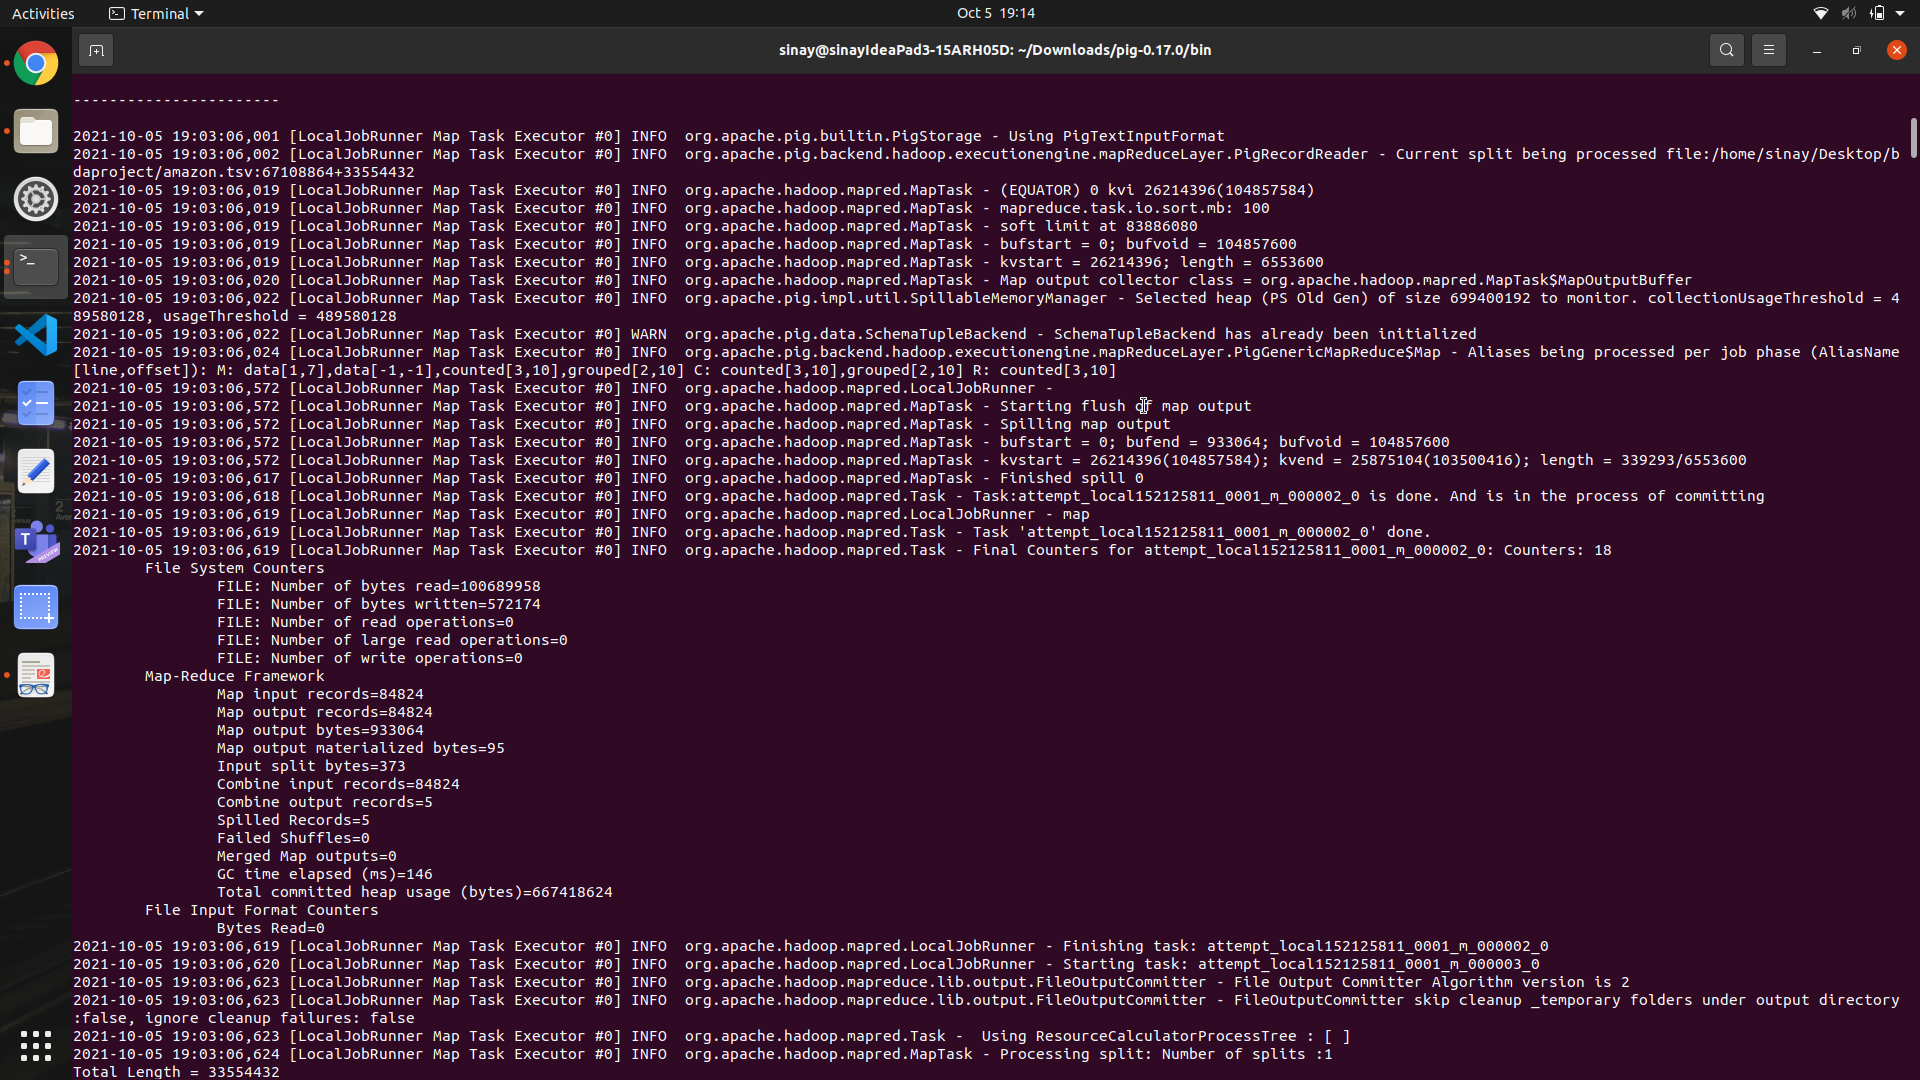 Activities
Terminal
Oct 5 19:14
sinay@sinayIdeaPad3-15ARH05D: ~/Downloads/pig-0.17.0/bin
-----------------------
2021-10-05 19:03:06,001 [LocalJobRunner Map Task Executor #0] INFO  org.apache.pig.builtin.PigStorage - Using PigTextInputFormat
2021-10-05 19:03:06,002 [LocalJobRunner Map Task Executor #0] INFO  org.apache.pig.backend.hadoop.executionengine.mapReduceLayer.PigRecordReader - Current split being processed file:/home/sinay/Desktop/b
daproject/amazon.tsv:67108864+33554432
2021-10-05 19:03:06,019 [LocalJobRunner Map Task Executor #0] INFO  org.apache.hadoop.mapred.MapTask - (EQUATOR) 0 kvi 26214396(104857584)
2021-10-05 19:03:06,019 [LocalJobRunner Map Task Executor #0] INFO  org.apache.hadoop.mapred.MapTask - mapreduce.task.io.sort.mb: 100
2021-10-05 19:03:06,019 [LocalJobRunner Map Task Executor #0] INFO  org.apache.hadoop.mapred.MapTask - soft limit at 83886080
2021-10-05 19:03:06,019 [LocalJobRunner Map Task Executor #0] INFO  org.apache.hadoop.mapred.MapTask - bufstart = 0; bufvoid = 104857600
2021-10-05 19:03:06,019 [LocalJobRunner Map Task Executor #0] INFO  org.apache.hadoop.mapred.MapTask - kvstart = 26214396; length = 6553600
2021-10-05 19:03:06,020 [LocalJobRunner Map Task Executor #0] INFO  org.apache.hadoop.mapred.MapTask - Map output collector class = org.apache.hadoop.mapred.MapTask$MapOutputBuffer
2021-10-05 19:03:06,022 [LocalJobRunner Map Task Executor #0] INFO  org.apache.pig.impl.util.SpillableMemoryManager - Selected heap (PS Old Gen) of size 699400192 to monitor. collectionUsageThreshold = 4
89580128, usageThreshold = 489580128
2021-10-05 19:03:06,022 [LocalJobRunner Map Task Executor #0] WARN  org.apache.pig.data.SchemaTupleBackend - SchemaTupleBackend has already been initialized
2021-10-05 19:03:06,024 [LocalJobRunner Map Task Executor #0] INFO  org.apache.pig.backend.hadoop.executionengine.mapReduceLayer.PigGenericMapReduce$Map - Aliases being processed per job phase (AliasName
[line,offset]): M: data[1,7],data[-1,-1],counted[3,10],grouped[2,10] C: counted[3,10],grouped[2,10] R: counted[3,10]
2021-10-05 19:03:06,572 [LocalJobRunner Map Task Executor #0] INFO  org.apache.hadoop.mapred.LocalJobRunner -
2021-10-05 19:03:06,572 [LocalJobRunner Map Task Executor #0] INFO  org.apache.hadoop.mapred.MapTask - Starting flush of map output
2021-10-05 19:03:06,572 [LocalJobRunner Map Task Executor #0] INFO  org.apache.hadoop.mapred.MapTask - Spilling map output
2021-10-05 19:03:06,572 [LocalJobRunner Map Task Executor #0] INFO  org.apache.hadoop.mapred.MapTask - bufstart = 0; bufend = 933064; bufvoid = 104857600
2021-10-05 19:03:06,572 [LocalJobRunner Map Task Executor #0] INFO  org.apache.hadoop.mapred.MapTask - kvstart = 26214396(104857584); kvend = 25875104(103500416); length = 339293/6553600
2021-10-05 19:03:06,617 [LocalJobRunner Map Task Executor #0] INFO  org.apache.hadoop.mapred.MapTask - Finished spill 0
2021-10-05 19:03:06,618 [LocalJobRunner Map Task Executor #0] INFO  org.apache.hadoop.mapred.Task - Task:attempt_local152125811_0001_m_000002_0 is done. And is in the process of committing
2021-10-05 19:03:06,619 [LocalJobRunner Map Task Executor #0] INFO  org.apache.hadoop.mapred.LocalJobRunner - map
2021-10-05 19:03:06,619 [LocalJobRunner Map Task Executor #0] INFO  org.apache.hadoop.mapred.Task - Task 'attempt_local152125811_0001_m_000002_0' done.
2021-10-05 19:03:06,619 [LocalJobRunner Map Task Executor #0] INFO  org.apache.hadoop.mapred.Task - Final Counters for attempt_local152125811_0001_m_000002_0: Counters: 18
File System Counters
FILE: Number of bytes read=100689958
FILE: Number of bytes written=572174
FILE: Number of read operations=0
FILE: Number of large read operations=0
FILE: Number of write operations=0
Map-Reduce Framework
Map input records=84824
Map output records=84824
Map output bytes=933064
Map output materialized bytes=95
Input split bytes=373
Combine input records=84824
Combine output records=5
Spilled Records=5
Failed Shuffles=0
Merged Map outputs=0
GC time elapsed (ms)=146
Total committed heap usage (bytes)=667418624
File Input Format Counters
Bytes Read=0
2021-10-05 19:03:06,619 [LocalJobRunner Map Task Executor #0] INFO  org.apache.hadoop.mapred.LocalJobRunner - Finishing task: attempt_local152125811_0001_m_000002_0
2021-10-05 19:03:06,620 [LocalJobRunner Map Task Executor #0] INFO  org.apache.hadoop.mapred.LocalJobRunner - Starting task: attempt_local152125811_0001_m_000003_0
2021-10-05 19:03:06,623 [LocalJobRunner Map Task Executor #0] INFO  org.apache.hadoop.mapreduce.lib.output.FileOutputCommitter - File Output Committer Algorithm version is 2
2021-10-05 19:03:06,623 [LocalJobRunner Map Task Executor #0] INFO  org.apache.hadoop.mapreduce.lib.output.FileOutputCommitter - FileOutputCommitter skip cleanup _temporary folders under output directory
:false, ignore cleanup failures: false
2021-10-05 19:03:06,623 [LocalJobRunner Map Task Executor #0] INFO  org.apache.hadoop.mapred.Task -  Using ResourceCalculatorProcessTree : [ ]
2021-10-05 19:03:06,624 [LocalJobRunner Map Task Executor #0] INFO  org.apache.hadoop.mapred.MapTask - Processing split: Number of splits :1
Total Length = 33554432